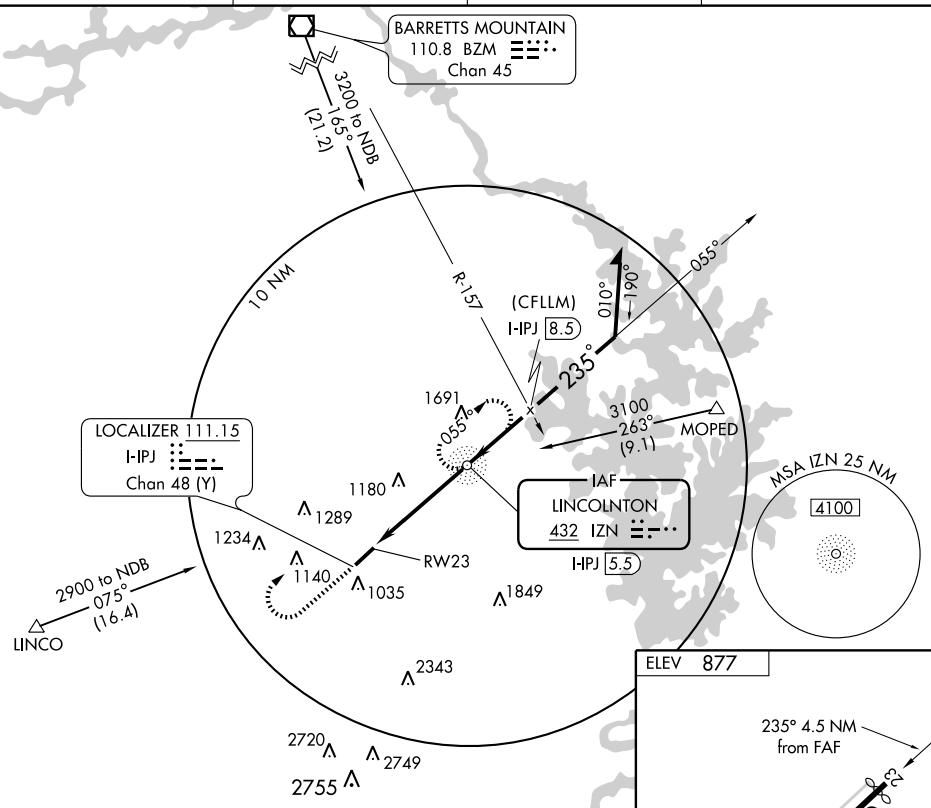 BARRETTS MOUNTAIN
110.8 BZM
Chan 45
3200 to NDB
165°
(21.2)
R-157
10 NM
(CFLLM)
I-IPJ 8.5
010°
190°
055°
235°
1691
055°
3100
263°
(9.1)
MOPED
LOCALIZER 111.15
I-IPJ
Chan 48 (Y)
1180
1289
1234
1140
1035
RW23
IAF
LINCOLNTON
432 IZN
I-IPJ 5.5
MSA IZN 25 NM
4100
2900 to NDB
075°
(16.4)
LINCO
1849
2343
2720
2749
2755
ELEV 877
235° 4.5 NM
from FAF
23